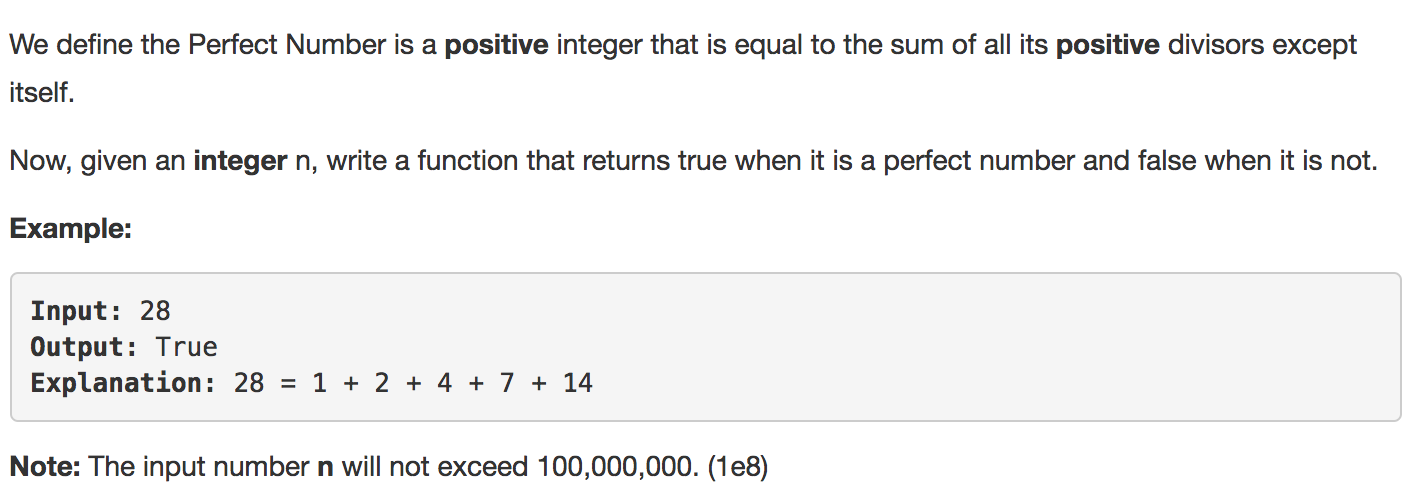 We define the Perfect Number is a positive integer that is equal to the sum of all its positive divisors except
itself.
Now, given an integer n, write a function that returns true when it is a perfect number and false when it is not.
Example:
Input: 28
Output: True
Explanation: 28 = 1 + 2 + 4 + 7 + 14
Note: The input number n will not exceed 100,000,000. (1e8)